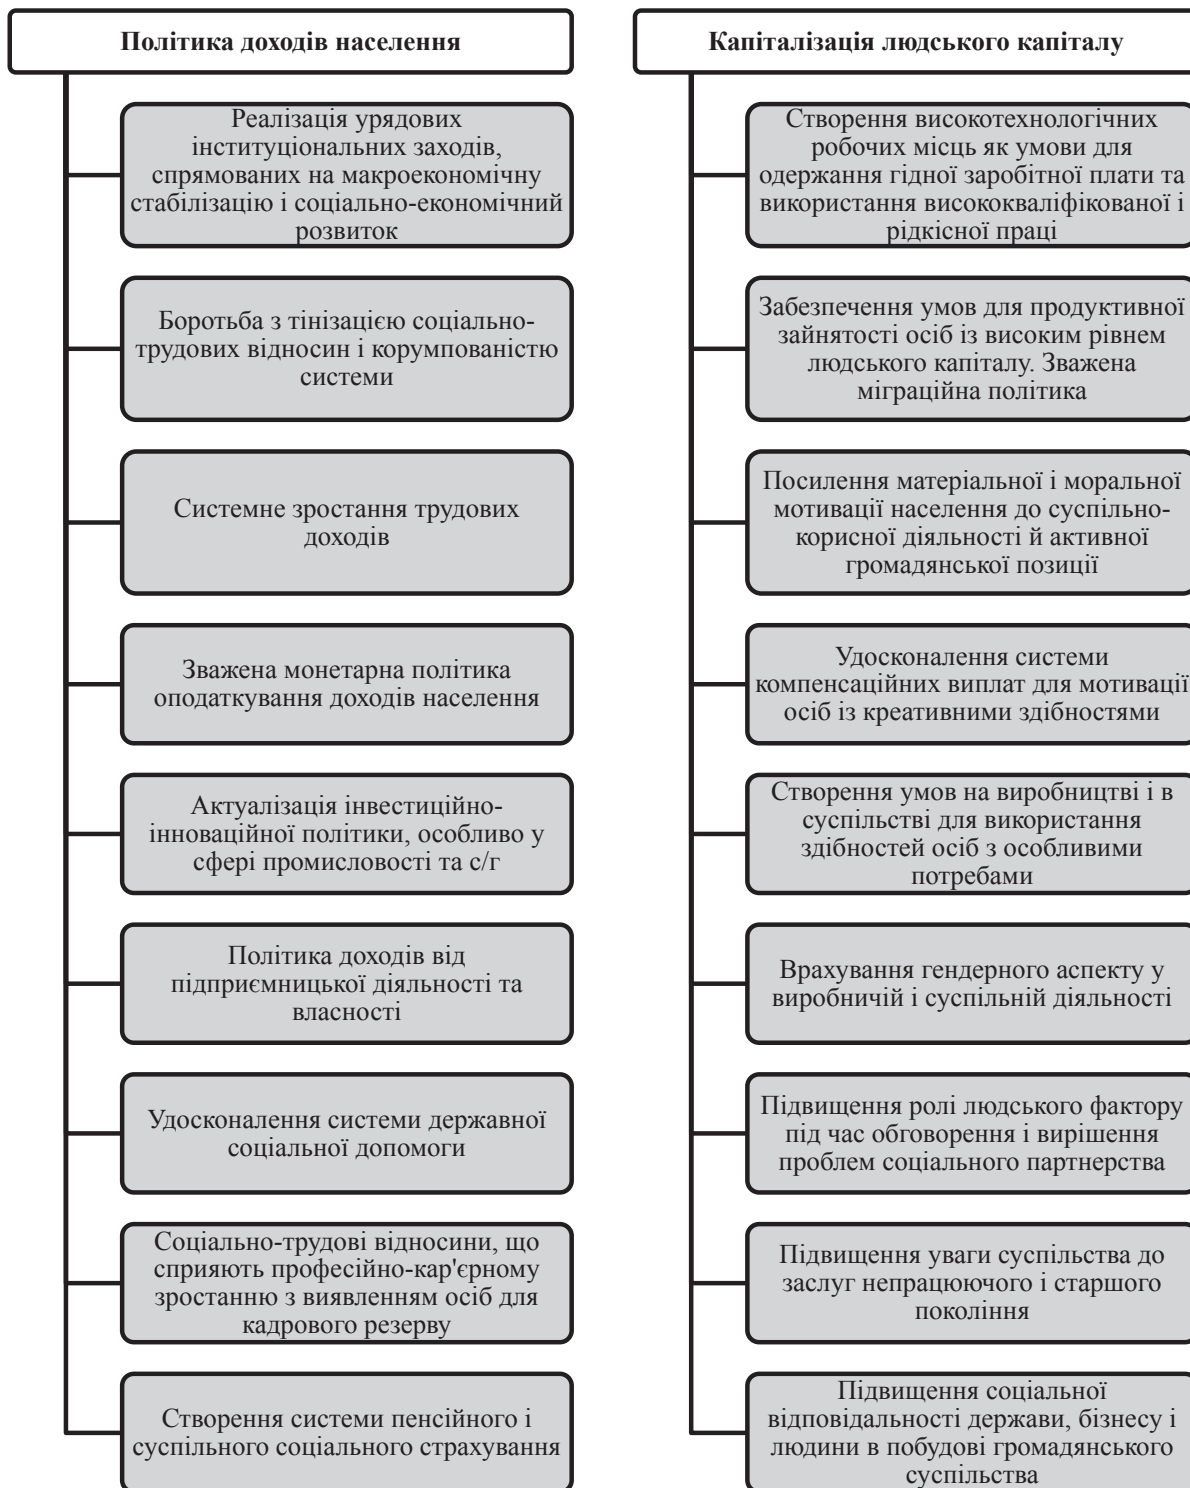 Політика доходів населення
Реалізація урядових
інституціональних заходів,
спрямованих на макроекономічну
стабілізацію і соціально-економічний
розвиток
Боротьба з тінізацією соціально-
трудових відносин і корумпованістю
системи
Системне зростання трудових
доходів
Зважена монетарна політика
оподаткування доходів населення
Актуалізація інвестиційно-
інноваційної політики, особливо у
сфері промисловості та с/г
Політика доходів від
підприємницької діяльності та
власності
Удосконалення системи державної
соціальної допомоги
Соціально-трудові відносини, що
сприяють професійно-кар'єрному
зростанню з виявленням осіб для
кадрового резерву
Створення системи пенсійного і
суспільного соціального страхування
Капіталізація людського капіталу
Створення високотехнологічних
робочих місць як умови для
одержання гідної заробітної плати та
використання висококваліфікованої і
рідкісної праці
Забезпечення умов для продуктивної
зайнятості осіб із високим рівнем
людського капіталу. Зважена
міграційна політика
Посилення матеріальної і моральної
мотивації населення до суспільно-
корисної діяльності й активної
громадянської позиції
Удосконалення системи
компенсаційних виплат для мотивації
осіб із креативними здібностями
Створення умов на виробництві і в
суспільстві для використання
здібностей осіб з особливими
потребами
Врахування гендерного аспекту у
виробничій і суспільній діяльності
Підвищення ролі людського фактору
під час обговорення і вирішення
проблем соціального партнерства
Підвищення уваги суспільства до
заслуг непрацюючого і старшого
покоління
Підвищення соціальної
відповідальності держави, бізнесу і
людини в побудові громадянського
суспільства